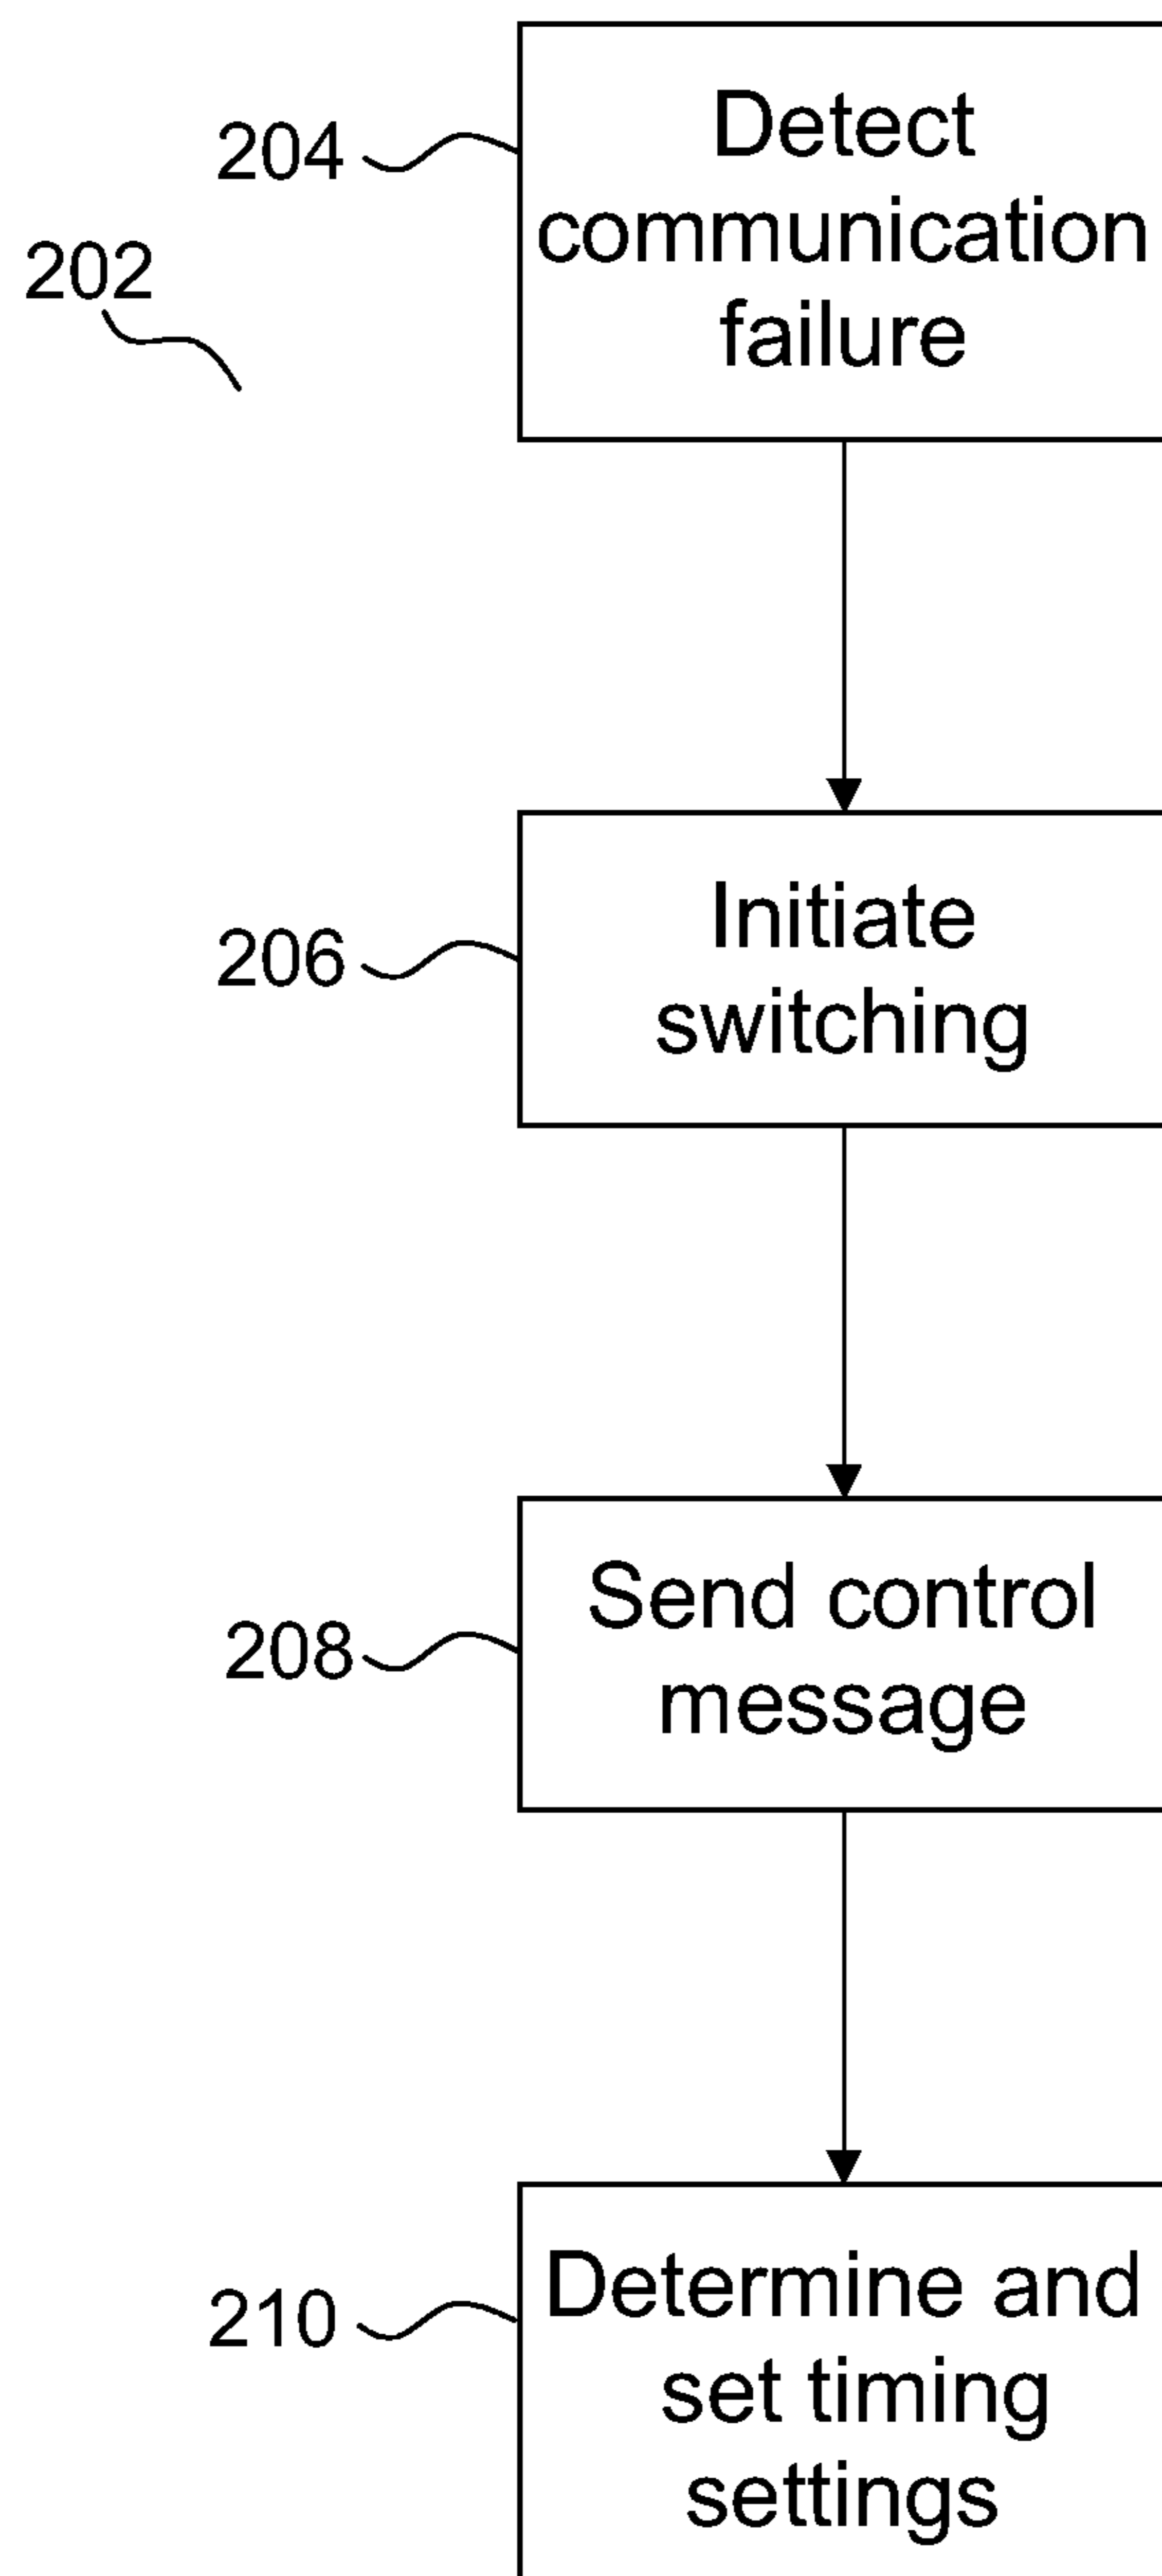 204
Detect
communication
failure
202
206
Initiate
switching
208
Send control
message
210
Determine and
set timing
settings